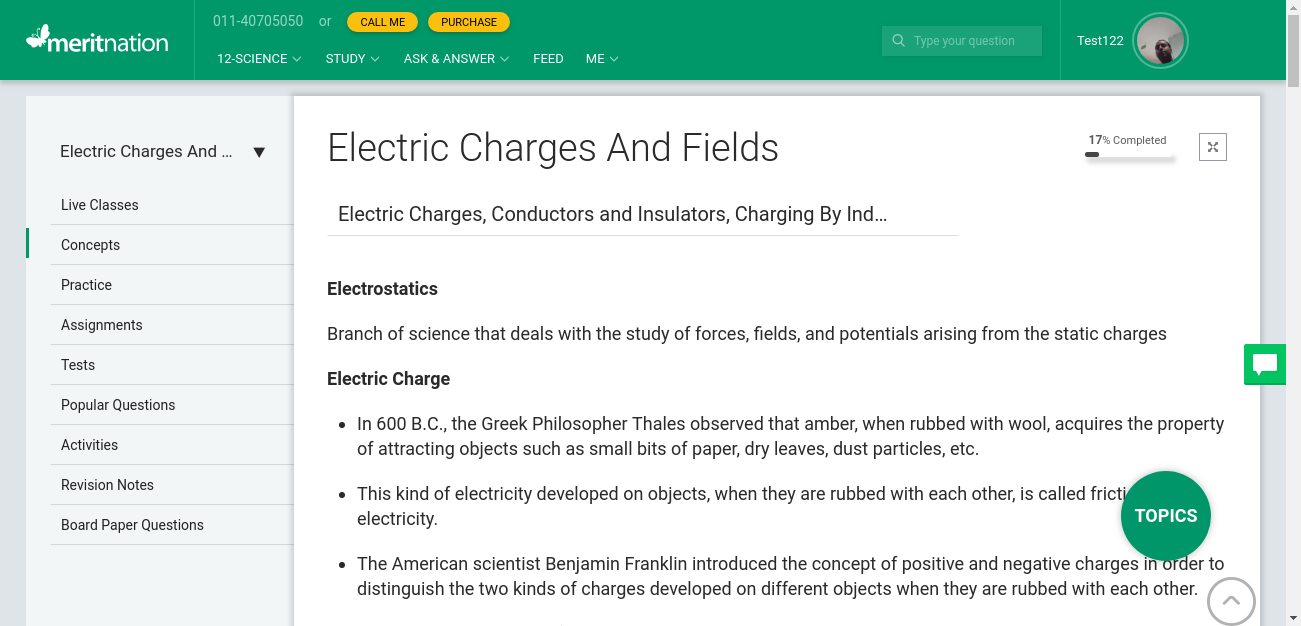 011-40705050 or CALL ME PURCHASE
meritnation
12-SCIENCE STUDY ASK & ANSWER FEED ME
Type your question
Test122
Electric Charges And ...
Live Classes
Concepts
Practice
Assignments
Tests
Popular Questions
Activities
Revision Notes
Board Paper Questions
Electric Charges And Fields
17% Completed
Electric Charges, Conductors and Insulators, Charging By Ind...
Electrostatics
Branch of science that deals with the study of forces, fields, and potentials arising from the static charges
Electric Charge
In 600 B.C., the Greek Philosopher Thales observed that amber, when rubbed with wool, acquires the property
of attracting objects such as small bits of paper, dry leaves, dust particles, etc.
This kind of electricity developed on objects, when they are rubbed with each other, is called
electricity.
TOPICS
The American scientist Benjamin Franklin introduced the concept of positive and negative charges in order to
distinguish the two kinds of charges developed on different objects when they are rubbed with each other.